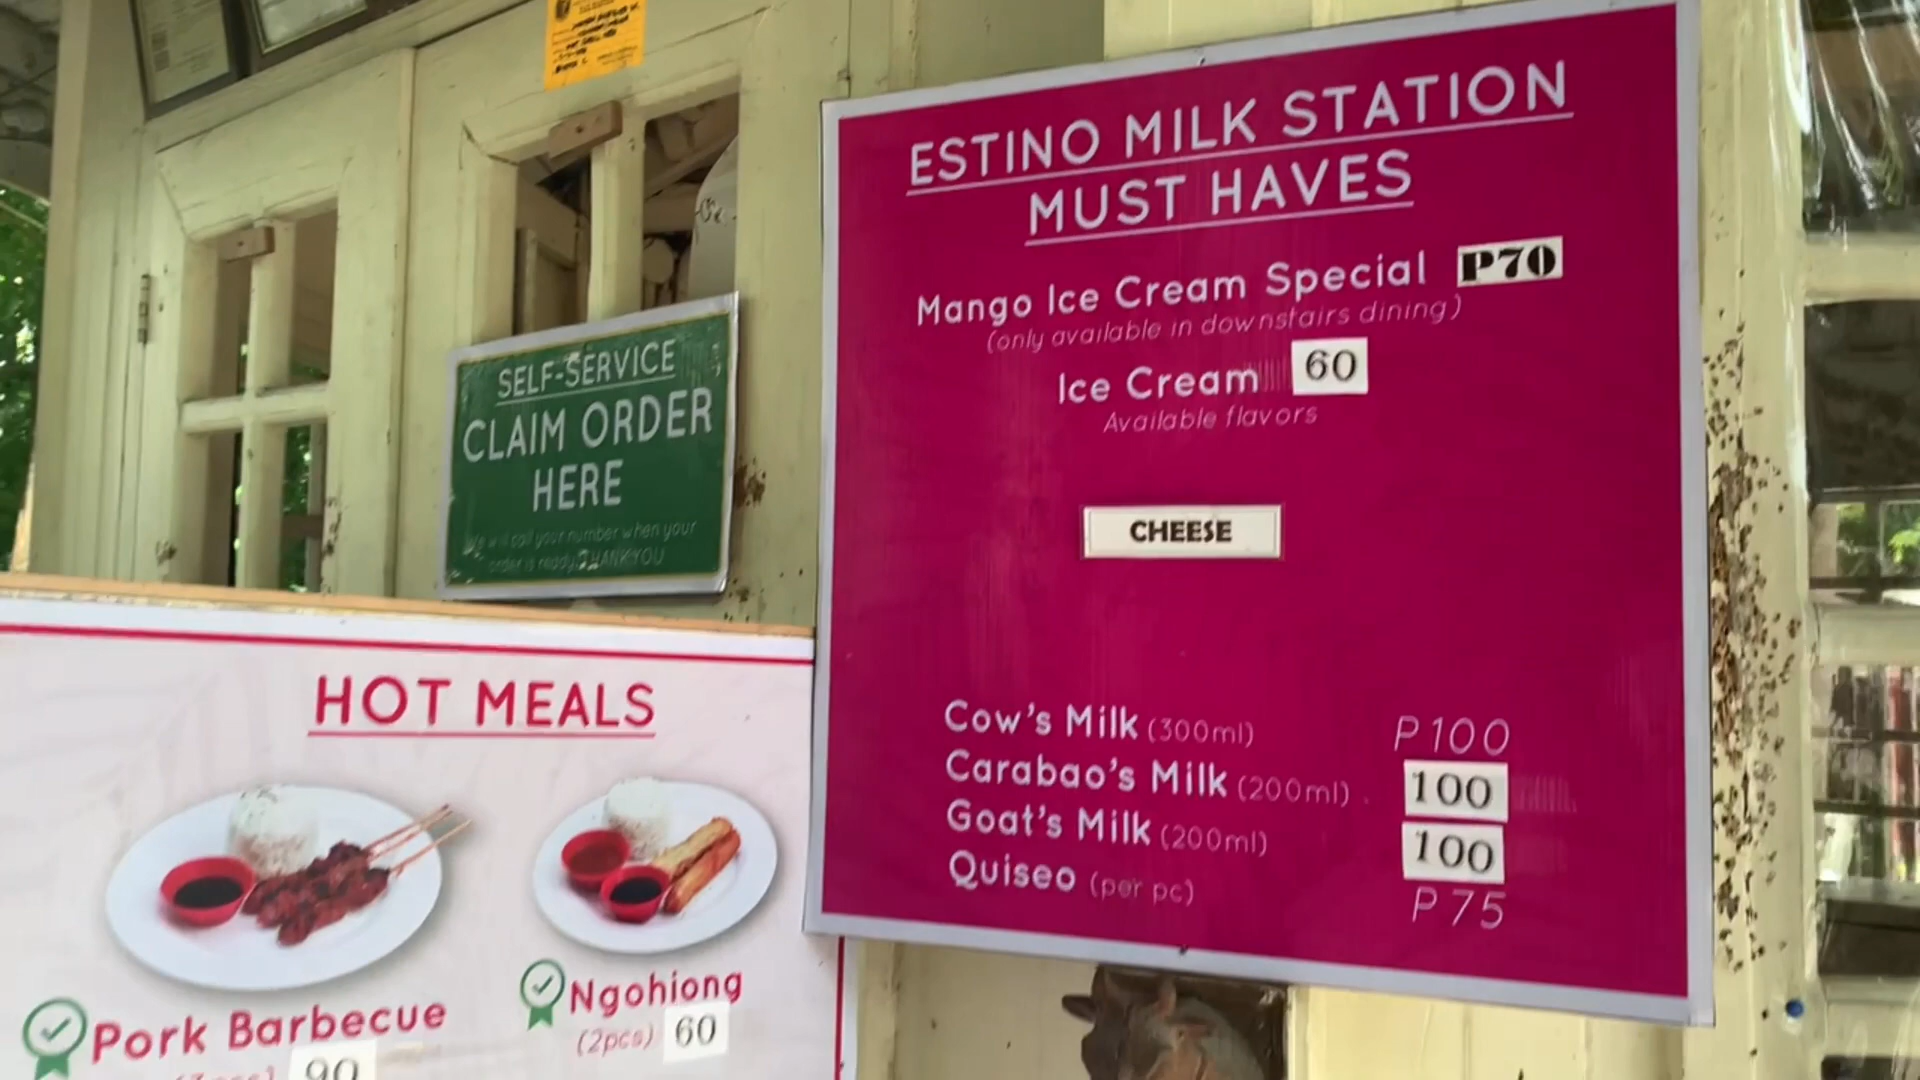 ESTINO MILK STATION
MUST HAVES
Mango Ice Cream Special P70
(only available in downstairs dining)
Ice Cream 60
Available flavors
CHEESE
Cow's Milk (300ml) P100
Carabao's Milk (200ml) 100
Goat's Milk (200ml) 100
Quiseo (per pc) P75
SELF-SERVICE
CLAIM ORDER
HERE
We will call your number when your
order is ready. THANK YOU
HOT MEALS
Pork Barbecue
90
Ngohiong
(2pcs) 60